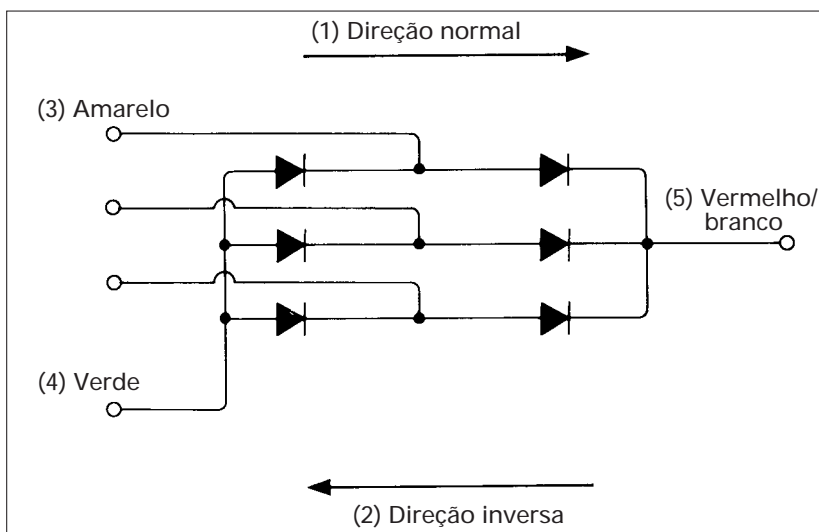 (1) Direção normal
(3) Amarelo
(5) Vermelho/
branco
(4) Verde
(2) Direção inversa